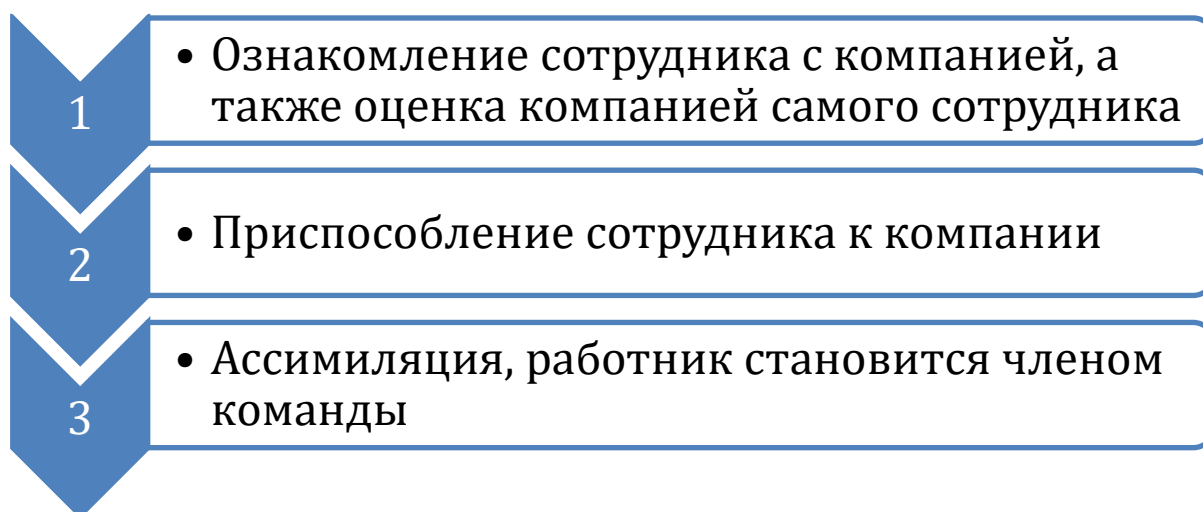 1
• Ознакомление сотрудника с компанией, а
также оценка компанией самого сотрудника
2
• Приспособление сотрудника к компании
3
• Ассимиляция, работник становится членом
команды